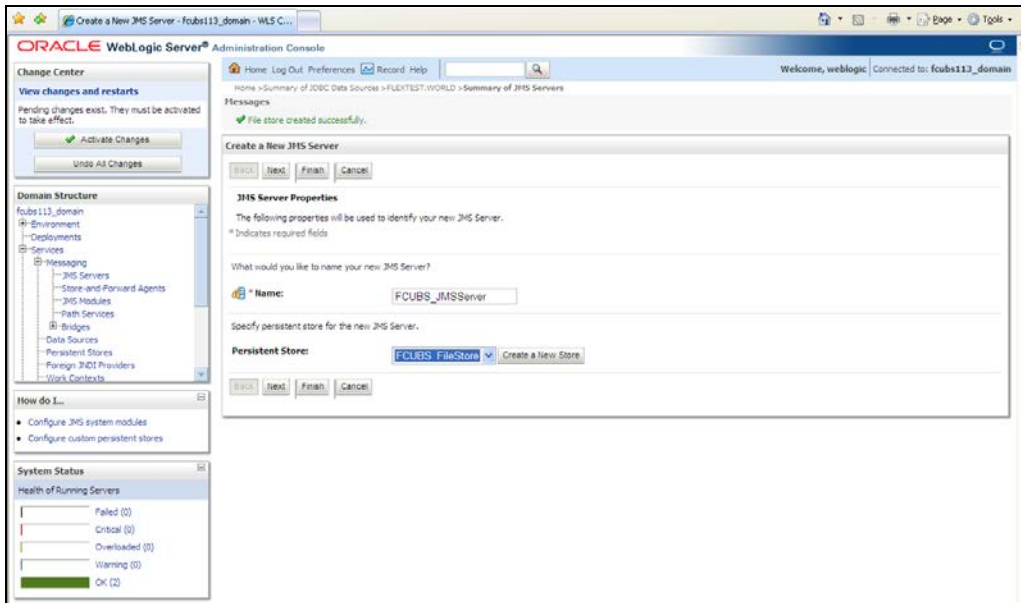 Create a New JMS Server - fcubs113_domain - WLS C...
Page
Tools
ORACLE WebLogic Server® Administration Console
Change Center
View changes and restarts
Pending changes exist. They must be activated
to take effect.
Activate Changes
Undo All Changes
Domain Structure
fcubs113_domain
Environment
Deployments
Services
Messaging
JMS Servers
Store-and-Forward Agents
JMS Modules
Path Services
Bridges
Data Sources
Persistent Stores
Foreign JNDI Providers
Work Contexts
How do I...
Configure JMS system modules
Configure custom persistent stores
System Status
Health of Running Servers
Failed (0)
Critical (0)
Overloaded (0)
Warning (0)
OK (2)
Home Log Out Preferences Record Help
Welcome, weblogic Connected to: fcubs113_domain
Home >Summary of JDBC Data Sources >FLEXTEST.WORLD >Summary of JMS Servers
Messages
File store created successfully.
Create a New JMS Server
Back Next Finish Cancel
JMS Server Properties
The following properties will be used to identify your new JMS Server.
* Indicates required fields
What would you like to name your new JMS Server?
* Name: FCUBS_JMSServer
Specify persistent store for the new JMS Server.
Persistent Store: FCUBS_FileStore Create a New Store
Back Next Finish Cancel